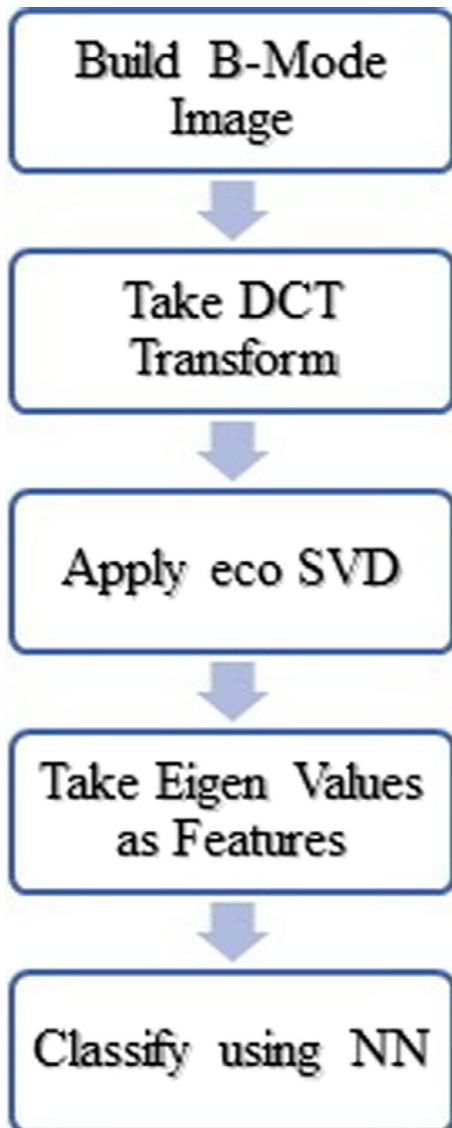 Build B-Mode
Image
Take DCT
Transform
Apply eco SVD
Take Eigen Values
as Features
Classify using NN